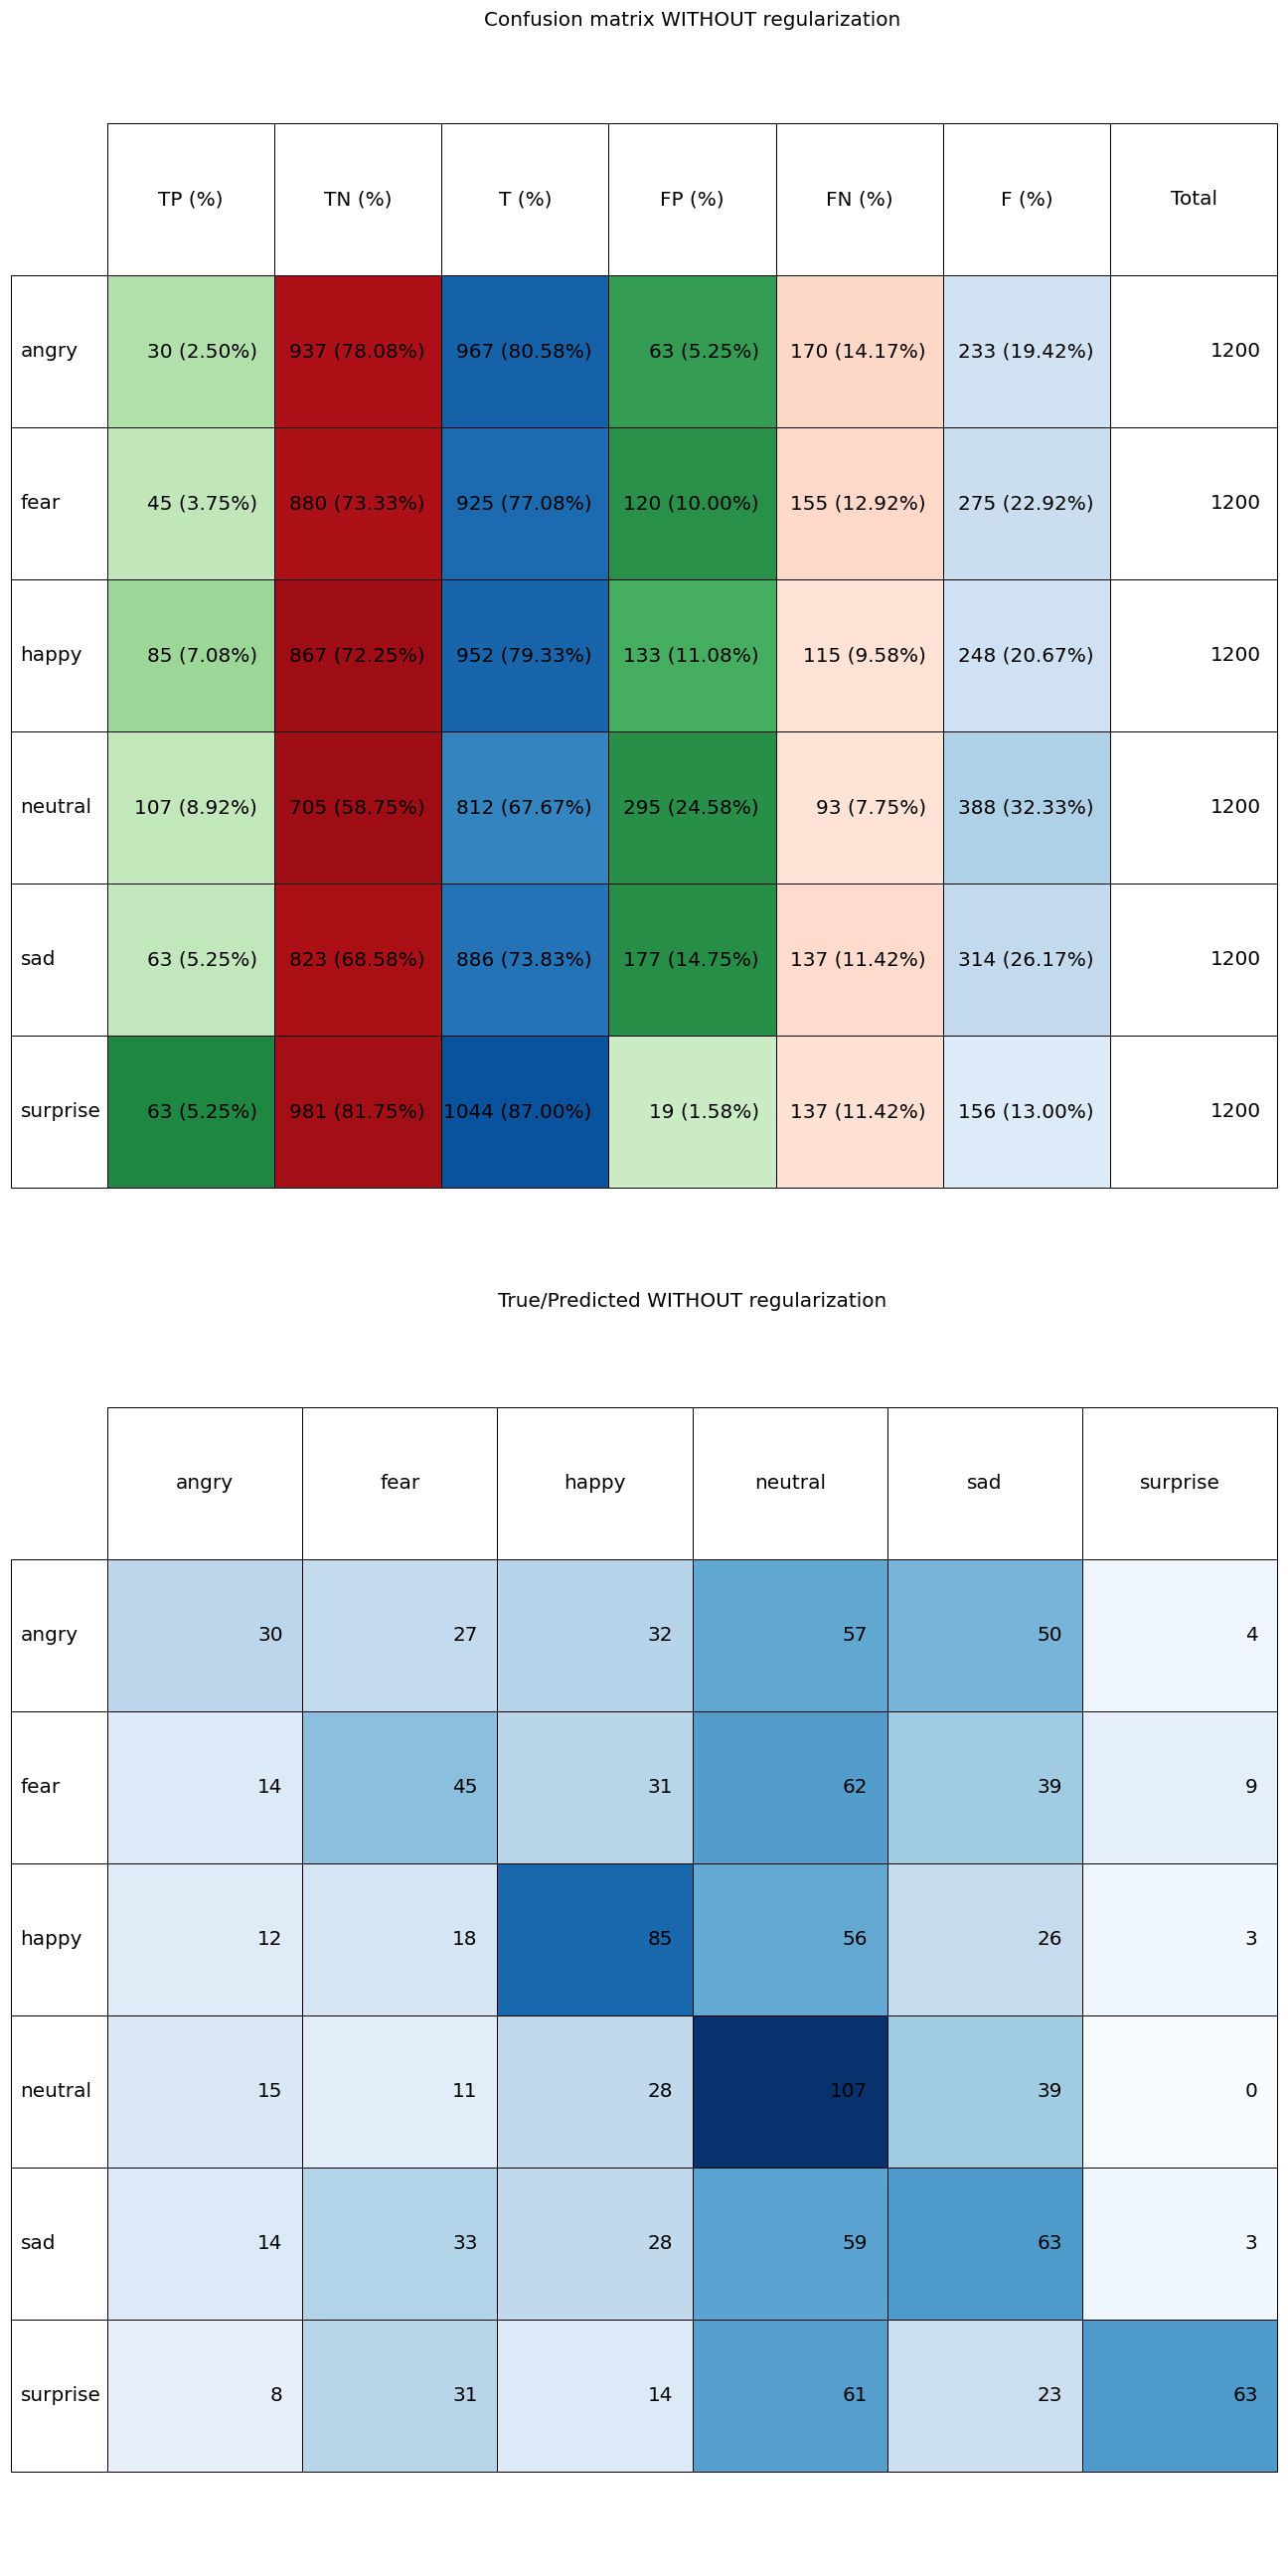 Confusion matrix WITHOUT regularization
TP (%) TN (%) T (%) FP (%) FN (%) F (%) Total
angry 30 (2.50%) 937 (78.08%) 967 (80.58%) 63 (5.25%) 170 (14.17%) 233 (19.42%) 1200
fear 45 (3.75%) 880 (73.33%) 925 (77.08%) 120 (10.00%) 155 (12.92%) 275 (22.92%) 1200
happy 85 (7.08%) 867 (72.25%) 952 (79.33%) 133 (11.08%) 115 (9.58%) 248 (20.67%) 1200
neutral 107 (8.92%) 705 (58.75%) 812 (67.67%) 295 (24.58%) 93 (7.75%) 388 (32.33%) 1200
sad 63 (5.25%) 823 (68.58%) 886 (73.83%) 177 (14.75%) 137 (11.42%) 314 (26.17%) 1200
surprise 63 (5.25%) 981 (81.75%) 1044 (87.00%) 19 (1.58%) 137 (11.42%) 156 (13.00%) 1200
True/Predicted WITHOUT regularization
angry fear happy neutral sad surprise
angry 30 27 32 57 50 4
fear 14 45 31 62 39 9
happy 12 18 85 56 26 3
neutral 15 11 28 107 39 0
sad 14 33 28 59 63 3
surprise 8 31 14 61 23 63